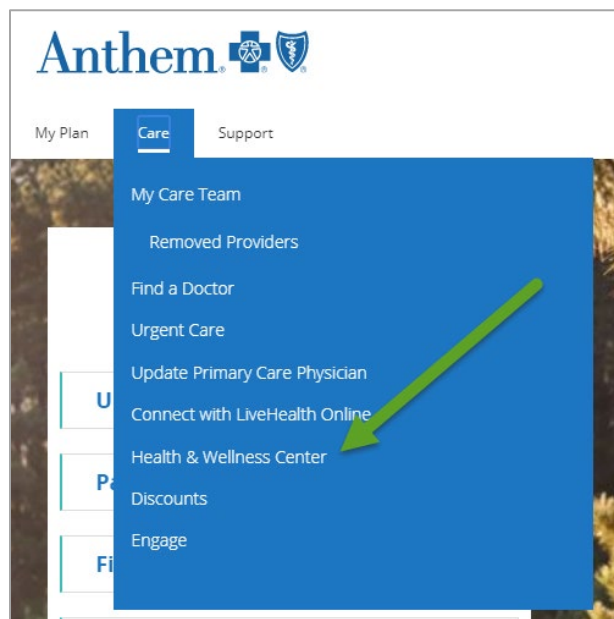 Anthem
My Plan Care Support
My Care Team
Removed Providers
Find a Doctor
Urgent Care
Update Primary Care Physician
Connect with LiveHealth Online
Health & Wellness Center
Discounts
Engage